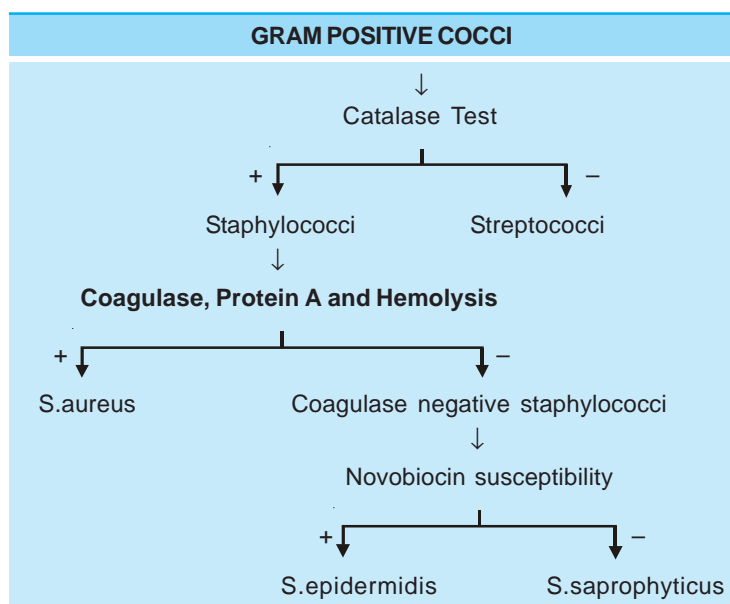 GRAM POSITIVE COCCI
↓
Catalase Test
+ –
Staphylococci Streptococci
↓
Coagulase, Protein A and Hemolysis
+ –
S.aureus Coagulase negative staphylococci
↓
Novobiocin susceptibility
+ –
S.epidermidis S.saprophyticus